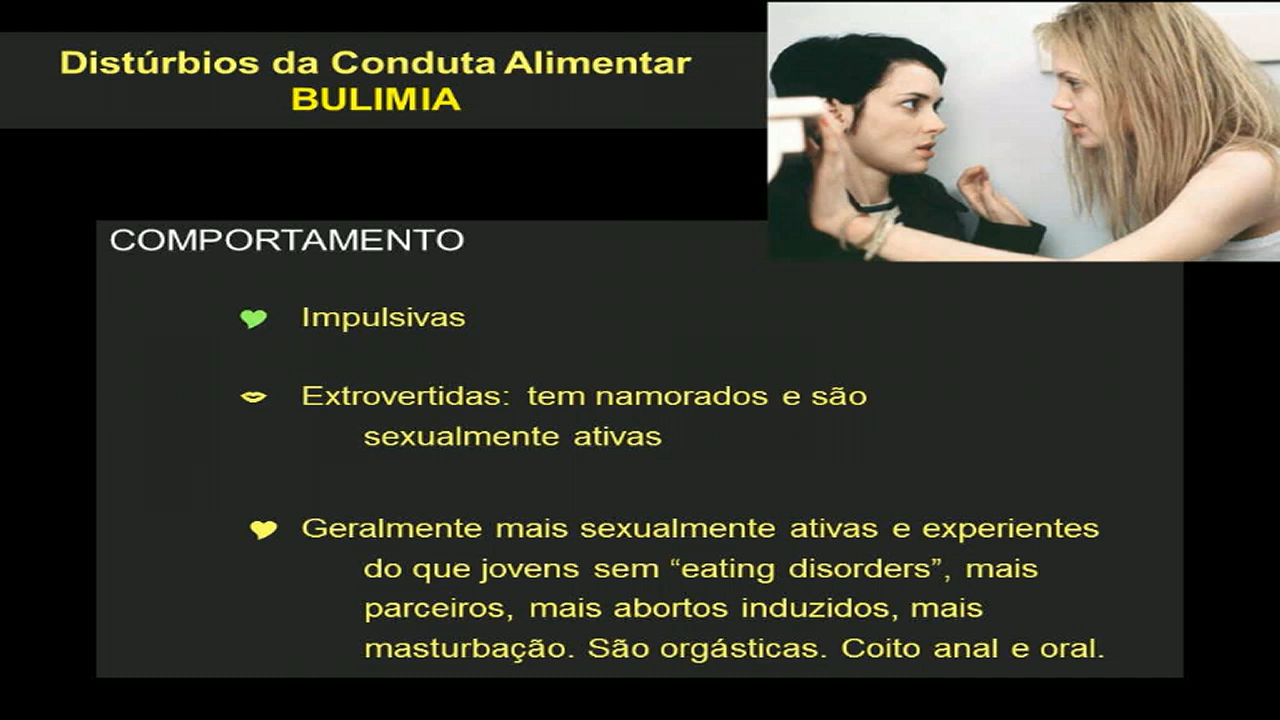 Distúrbios da Conduta Alimentar
BULIMIA
COMPORTAMENTO
Impulsivas
Extrovertidas: tem namorados e são
sexualmente ativas
Geralmente mais sexualmente ativas e experientes
do que jovens sem “eating disorders”, mais
parceiros, mais abortos induzidos, mais
masturbação. São orgásticas. Coito anal e oral.